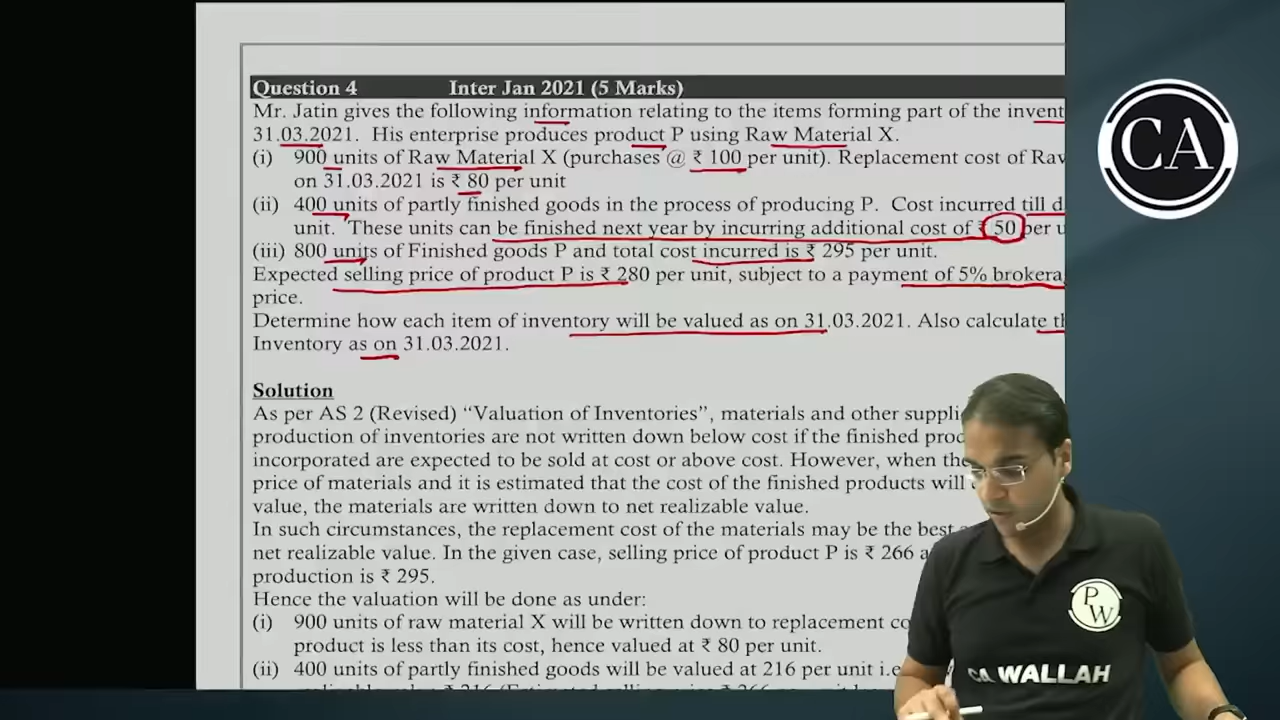 Question 4 Inter Jan 2021 (5 Marks)
Mr. Jatin gives the following information relating to the items forming part of the invent
31.03.2021. His enterprise produces product P using Raw Material X.
(i) 900 units of Raw Material X (purchases @ ₹ 100 per unit). Replacement cost of Rav
on 31.03.2021 is ₹ 80 per unit
(ii) 400 units of partly finished goods in the process of producing P. Cost incurred till d
unit. These units can be finished next year by incurring additional cost of ₹ 50 per u
(iii) 800 units of Finished goods P and total cost incurred is ₹ 295 per unit.
Expected selling price of product P is ₹ 280 per unit, subject to a payment of 5% brokera
price.
Determine how each item of inventory will be valued as on 31.03.2021. Also calculate th
Inventory as on 31.03.2021.
Solution
As per AS 2 (Revised) “Valuation of Inventories”, materials and other suppli
production of inventories are not written down below cost if the finished prod
incorporated are expected to be sold at cost or above cost. However, when the
price of materials and it is estimated that the cost of the finished products will
value, the materials are written down to net realizable value.
In such circumstances, the replacement cost of the materials may be the best
net realizable value. In the given case, selling price of product P is ₹ 266 a
production is ₹ 295.
Hence the valuation will be done as under:
(i) 900 units of raw material X will be written down to replacement co
product is less than its cost, hence valued at ₹ 80 per unit.
(ii) 400 units of partly finished goods will be valued at 216 per unit i.e
CA
PW
CA WALLAH